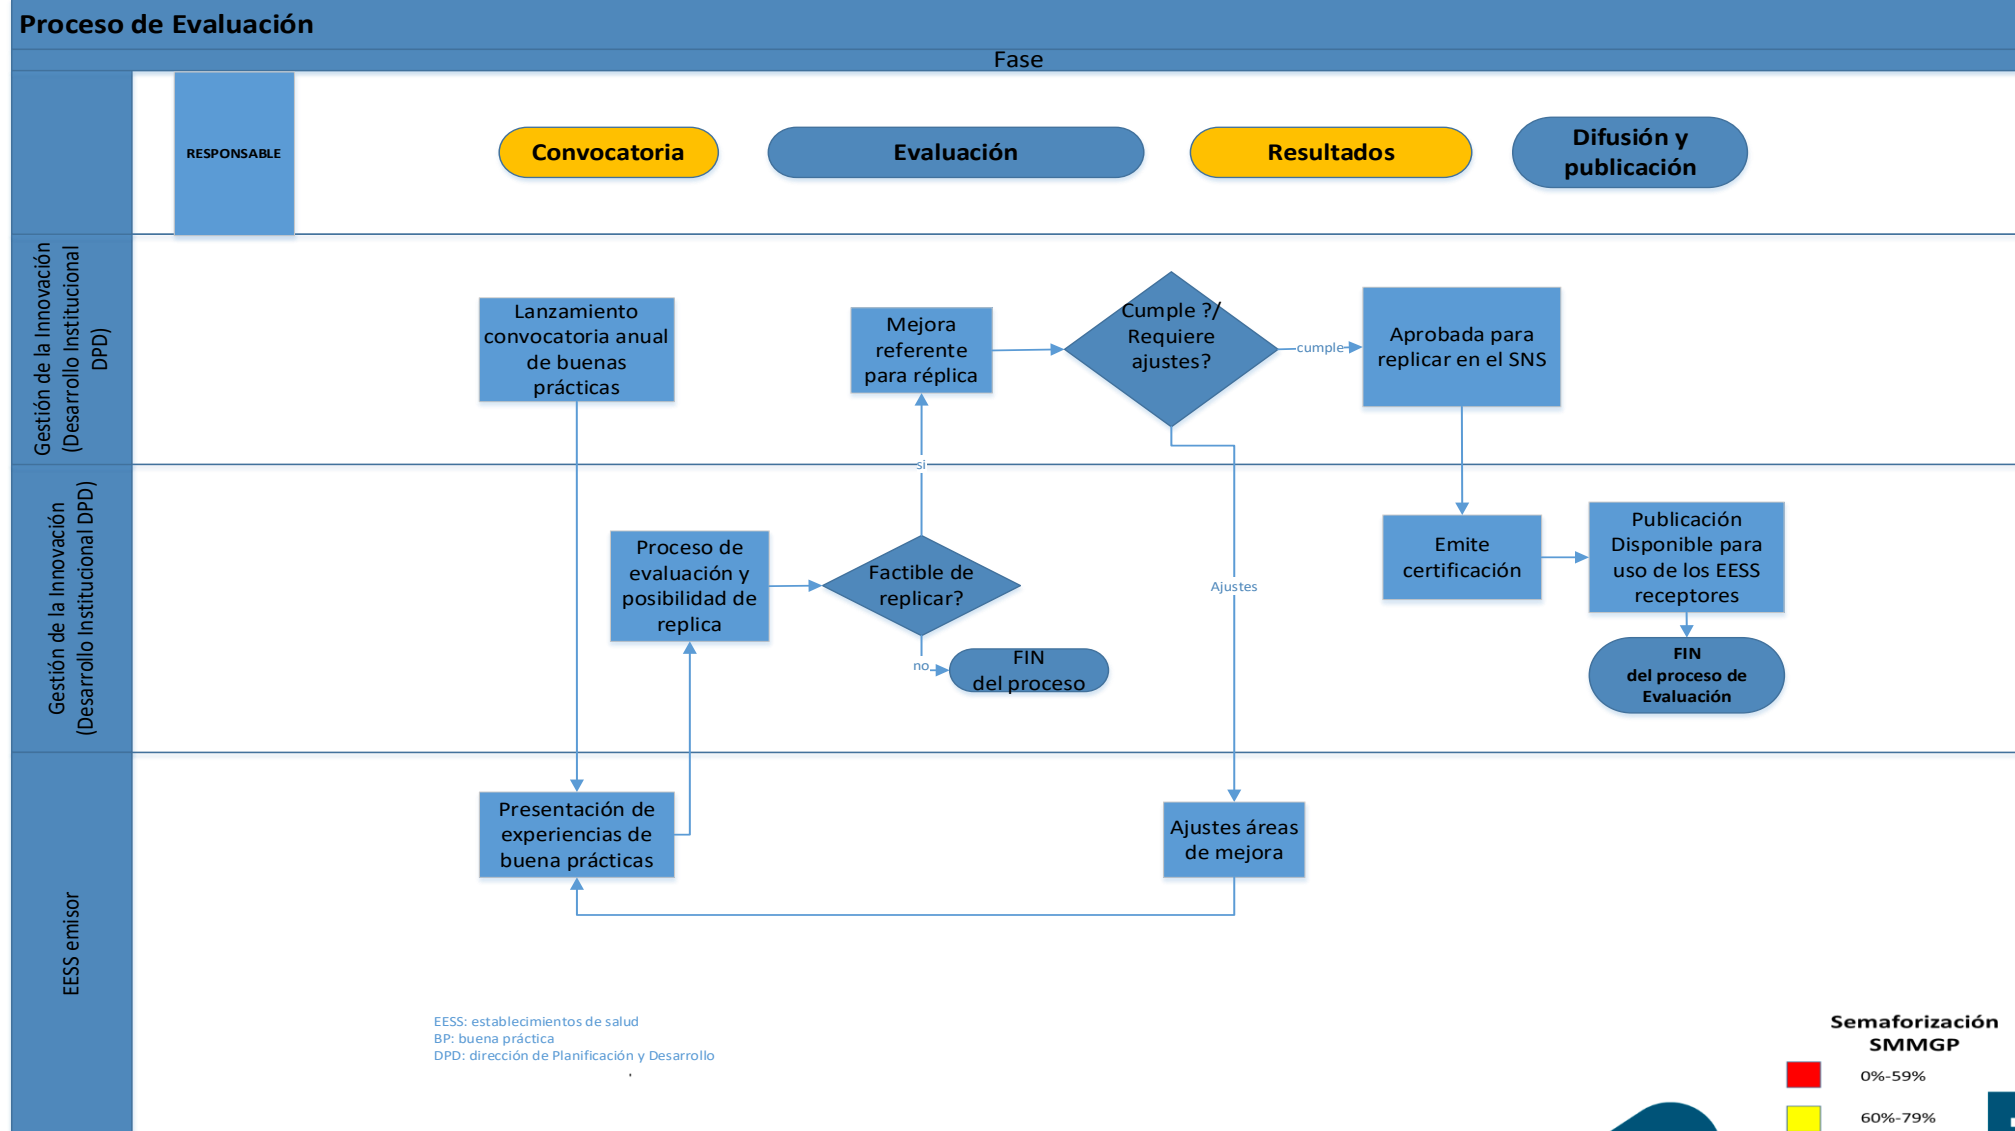 Proceso de Evaluación
Fase
RESPONSABLE
Convocatoria
Evaluación
Resultados
Difusión y
publicación
Gestión de la Innovación
(Desarrollo Institucional
DPD)
Lanzamiento
convocatoria anual
de buenas
prácticas
Mejora
referente
para réplica
Cumple ?/
Requiere
ajustes?
cumple
Aprobada para
replicar en el SNS
si
Gestión de la Innovación
(Desarrollo Institucional DPD)
Proceso de
evaluación y
posibilidad de
replica
Factible de
replicar?
no
FIN
del proceso
Ajustes
Emite
certificación
Publicación
Disponible para
uso de los EESS
receptores
FIN
del proceso de
Evaluación
EESS emisor
Presentación de
experiencias de
buena prácticas
Ajustes áreas
de mejora
EESS: establecimientos de salud
BP: buena práctica
DPD: dirección de Planificación y Desarrollo
Semaforización
SMMGP
0%-59%
60%-79%